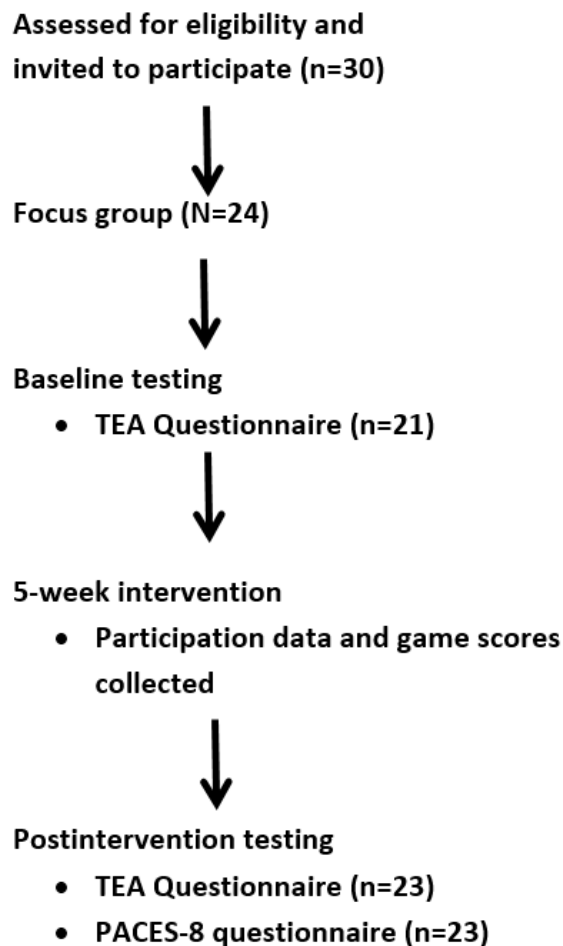 Assessed for eligibility and
invited to participate (n=30)
Focus group (N=24)
Baseline testing
• TEA Questionnaire (n=21)
5-week intervention
• Participation data and game scores
collected
Postintervention testing
• TEA Questionnaire (n=23)
• PACES-8 questionnaire (n=23)